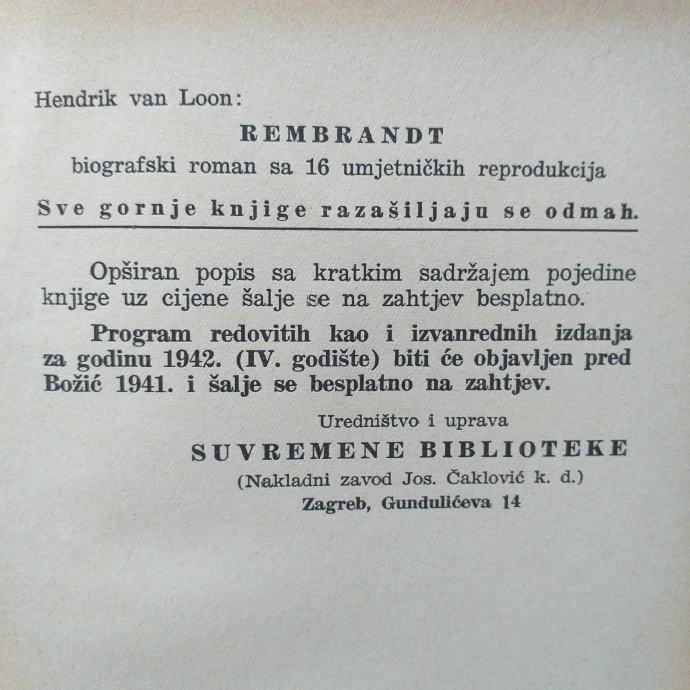 Hendrik van Loon:
REMBRANDT
biografski roman sa 16 umjetničkih reprodukcija
Sve gornje knjige razašiljaju se odmah.
Opširan popis sa kratkim sadržajem pojedine
knjige uz cijene šalje se na zahtjev besplatno.
Program redovitih kao i izvanrednih izdanja
za godinu 1942. (IV. godište) biti će objavljen pred
Božić 1941. i šalje se besplatno na zahtjev.
Uredništvo i uprava
SUVREMENE BIBLIOTEKE
(Nakladni zavod Jos. Čaklović k. d.)
Zagreb, Gundulićeva 14